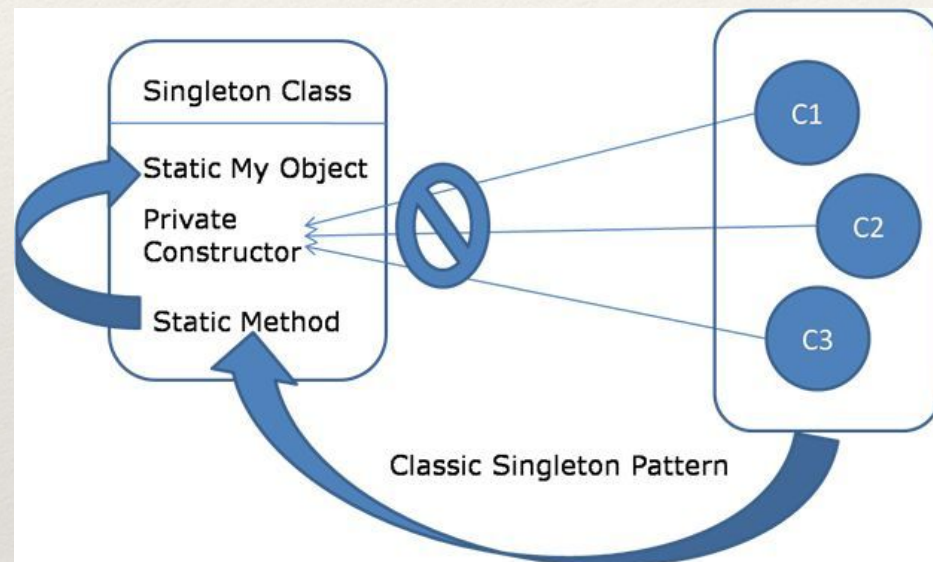 Singleton Class
Static My Object
Private
Constructor
Static Method
C1
C2
C3
Classic Singleton Pattern